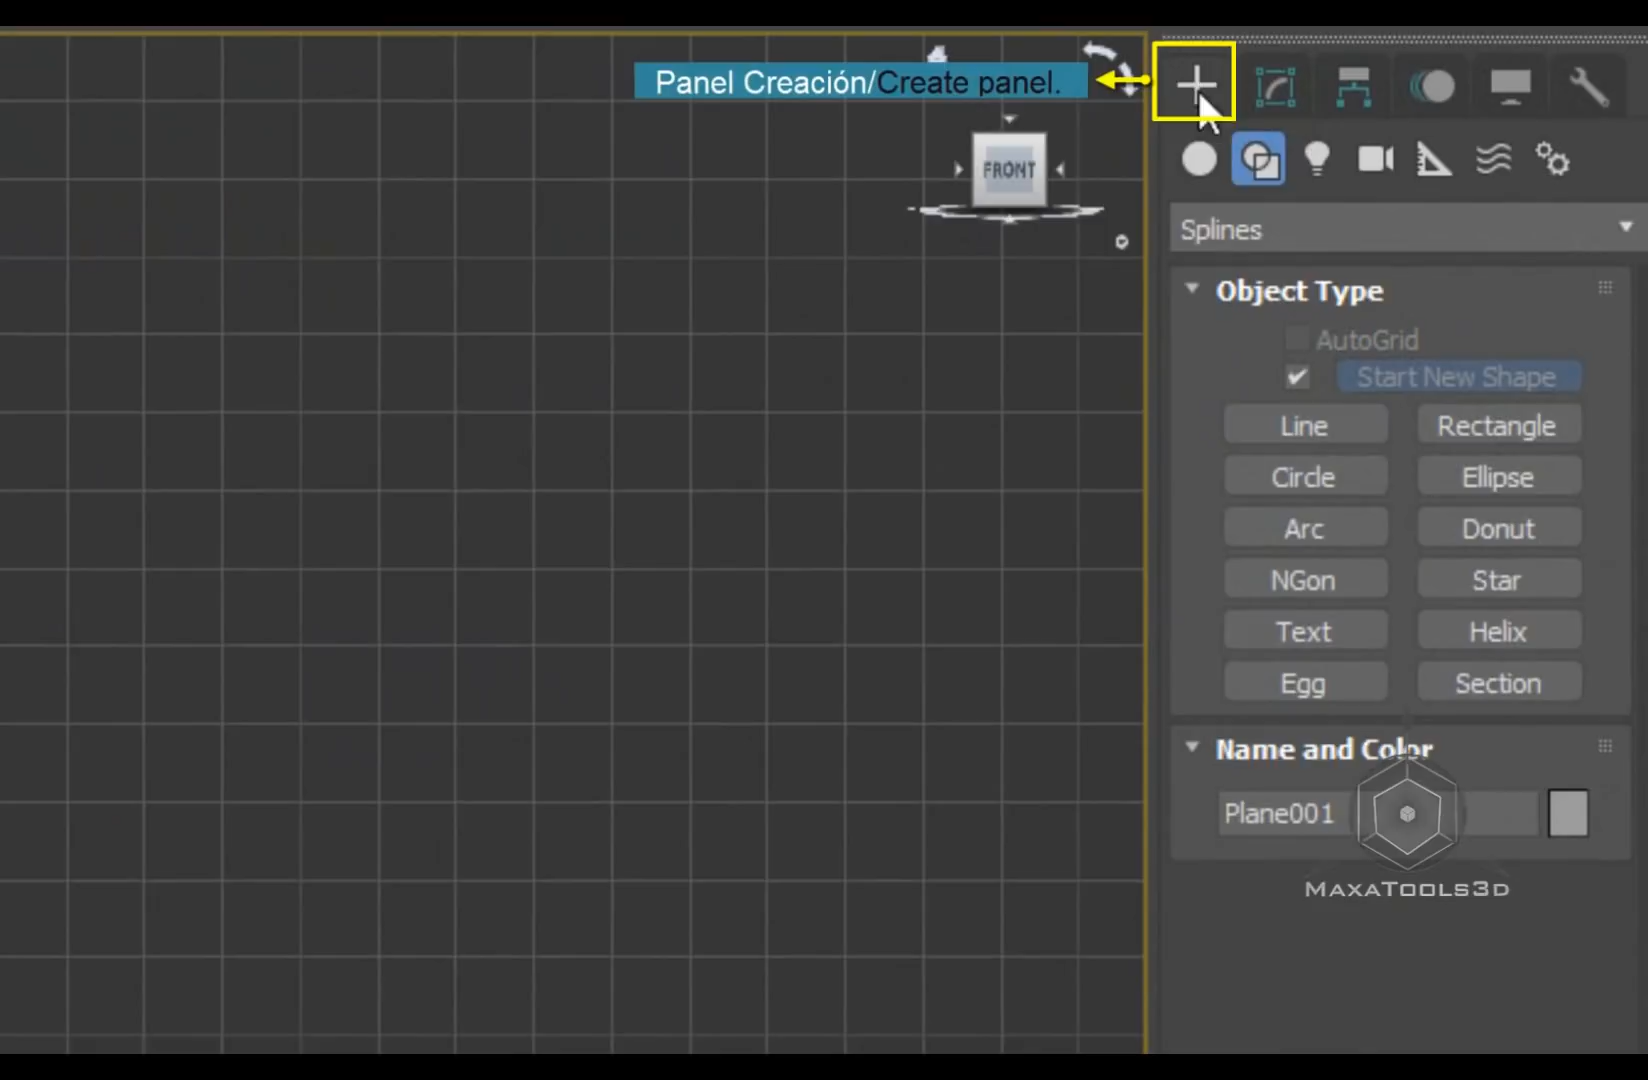 Panel Creación/Create panel.
FRONT
Splines
Object Type
AutoGrid
Start New Shape
Line Rectangle
Circle Ellipse
Arc Donut
NGon Star
Text Helix
Egg Section
Name and Color
Plane001
MAXATOOLS3D